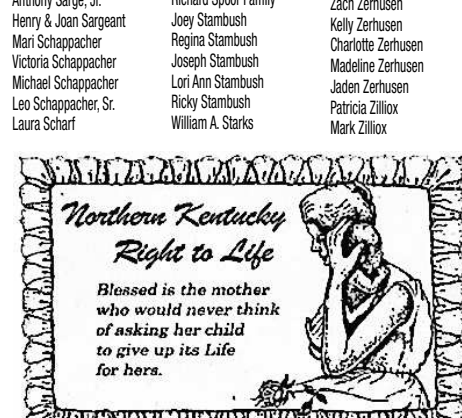 Anthony Sarge, Jr.
Henry & Joan Sargeant
Mari Schappacher
Victoria Schappacher
Michael Schappacher
Leo Schappacher, Sr.
Laura Scharf
Richard Spoor Family
Joey Stambush
Regina Stambush
Joseph Stambush
Lori Ann Stambush
Ricky Stambush
William A. Starks
Zach Zerhusen
Kelly Zerhusen
Charlotte Zerhusen
Madeline Zerhusen
Jaden Zerhusen
Patricia Zilliox
Mark Zilliox
Northern Kentucky
Right to Life
Blessed is the mother
who would never think
of asking her child
to give up its Life
for hers.